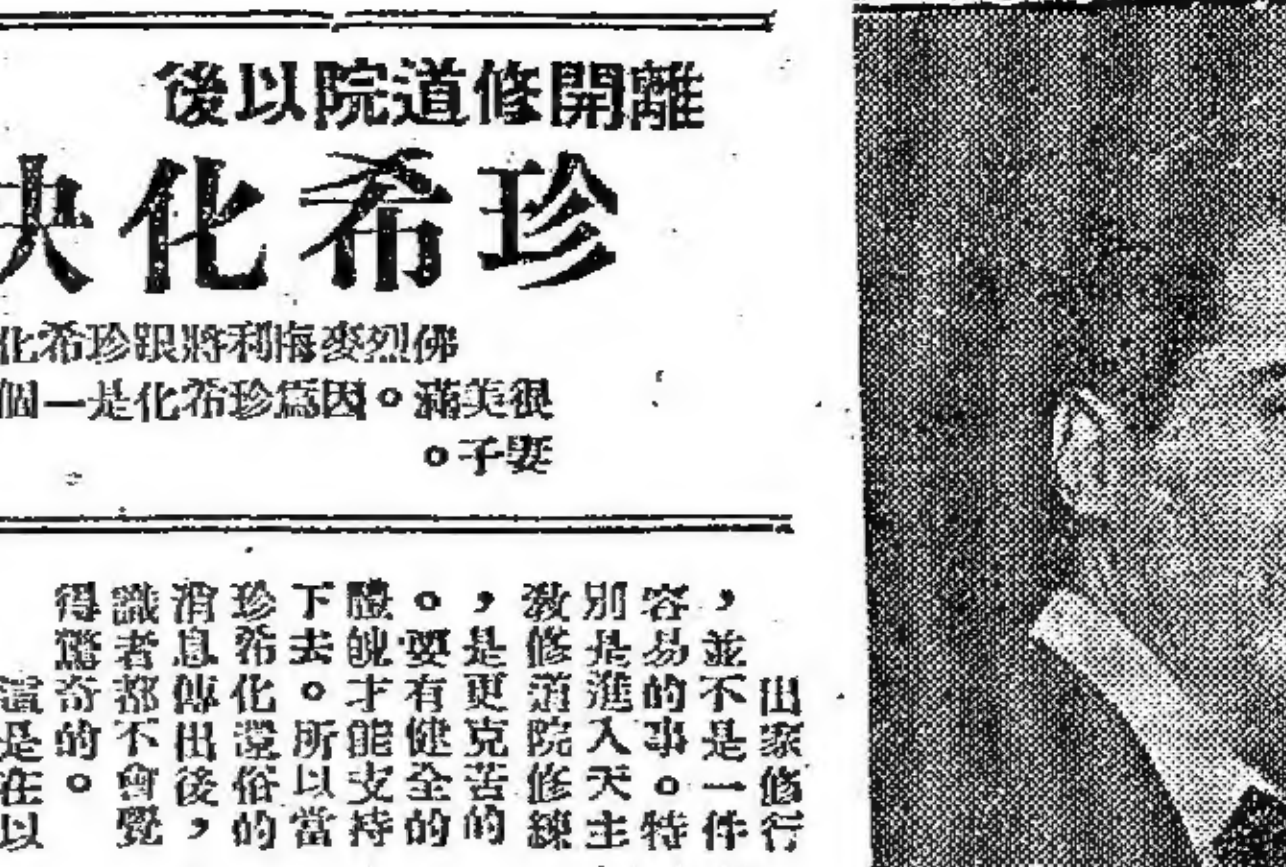 離開修道院以後
珍希化決
佛烈麥梅利將跟珍希化
很美滿。因爲珍希化是一個
妻子。
出家修行
，並不是一件
容易的事。特
別是進入天主
敎修道院修練
，是更克苦的
。要有健全的
體魄才能支持
下去。所以當
珍希化還俗的
消息傳出後，
識者都不會覺
得驚奇的。
這是在以